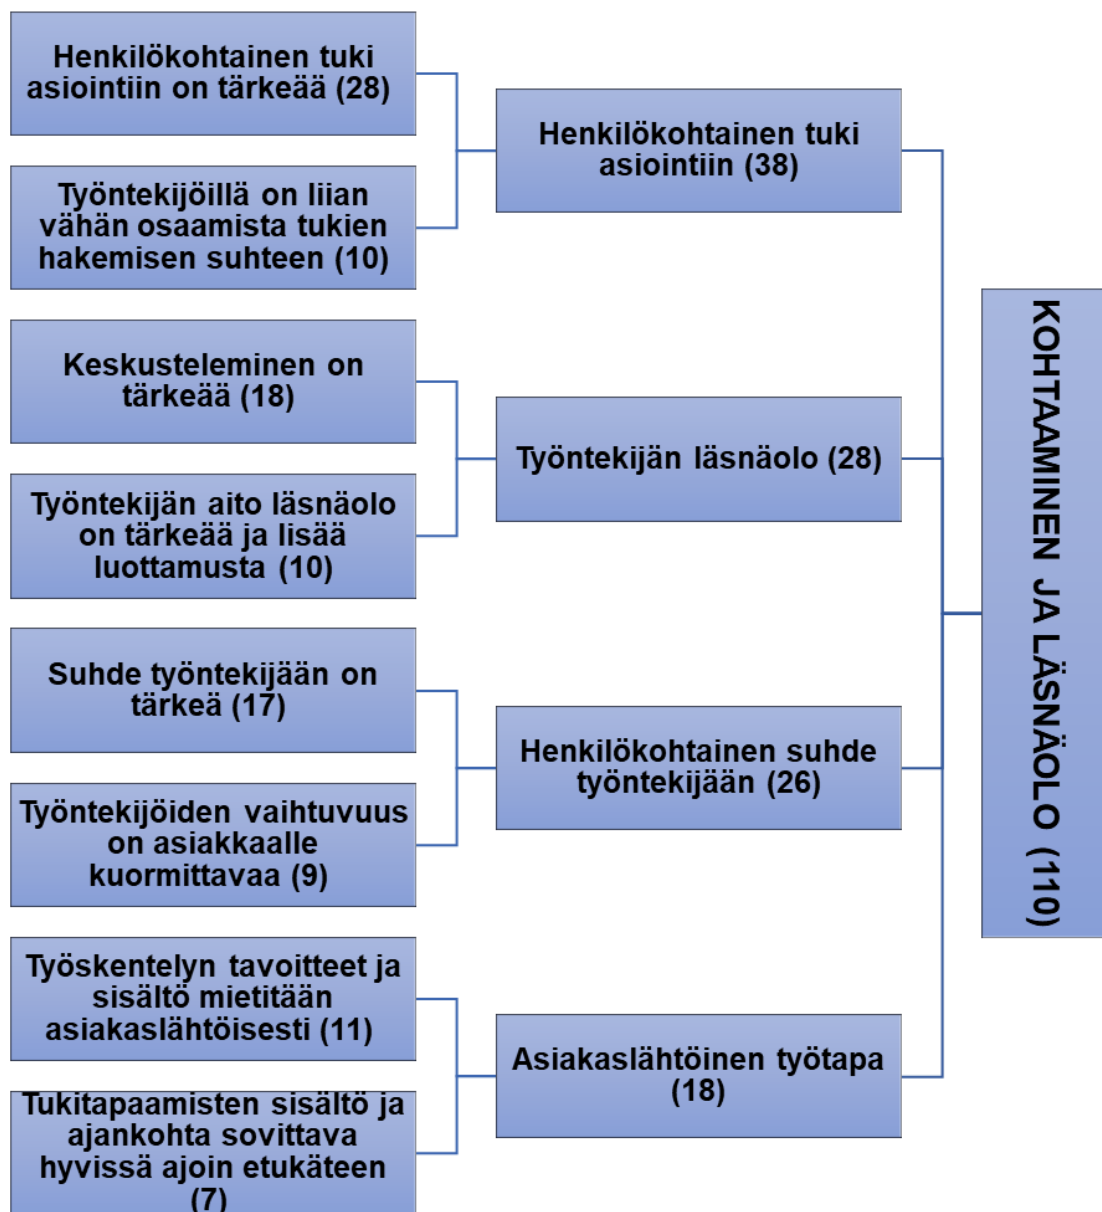 Henkilökohtainen tuki
asiointiin on tärkeää (28)
Työntekijöillä on liian
vähän osaamista tukien
hakemisen suhteen (10)
Henkilökohtainen tuki
asiointiin (38)
Keskusteleminen on
tärkeää (18)
Työntekijän aito läsnäolo
on tärkeää ja lisää
luottamusta (10)
Työntekijän läsnäolo (28)
Suhde työntekijään on
tärkeä (17)
Työntekijöiden vaihtuvuus
on asiakkaalle
kuormittavaa (9)
Henkilökohtainen suhde
työntekijään (26)
Työskentelyn tavoitteet ja
sisältö mietitään
asiakaslähtöisesti (11)
Tukitapaamisten sisältö ja
ajankohta sovittava
hyvissä ajoin etukäteen
(7)
Asiakaslähtöinen työtapa
(18)
KOHTAAMINEN JA LÄSNÄOLO (110)